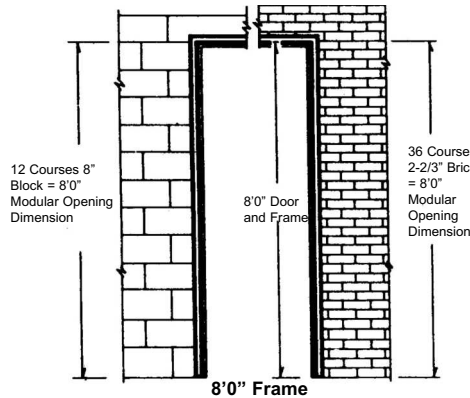 12 Courses 8”
Block = 8’0”
Modular Opening
Dimension
8’0” Door
and Frame
36 Course
2-2/3” Bric
= 8’0”
Modular
Opening
Dimension
8’0” Frame